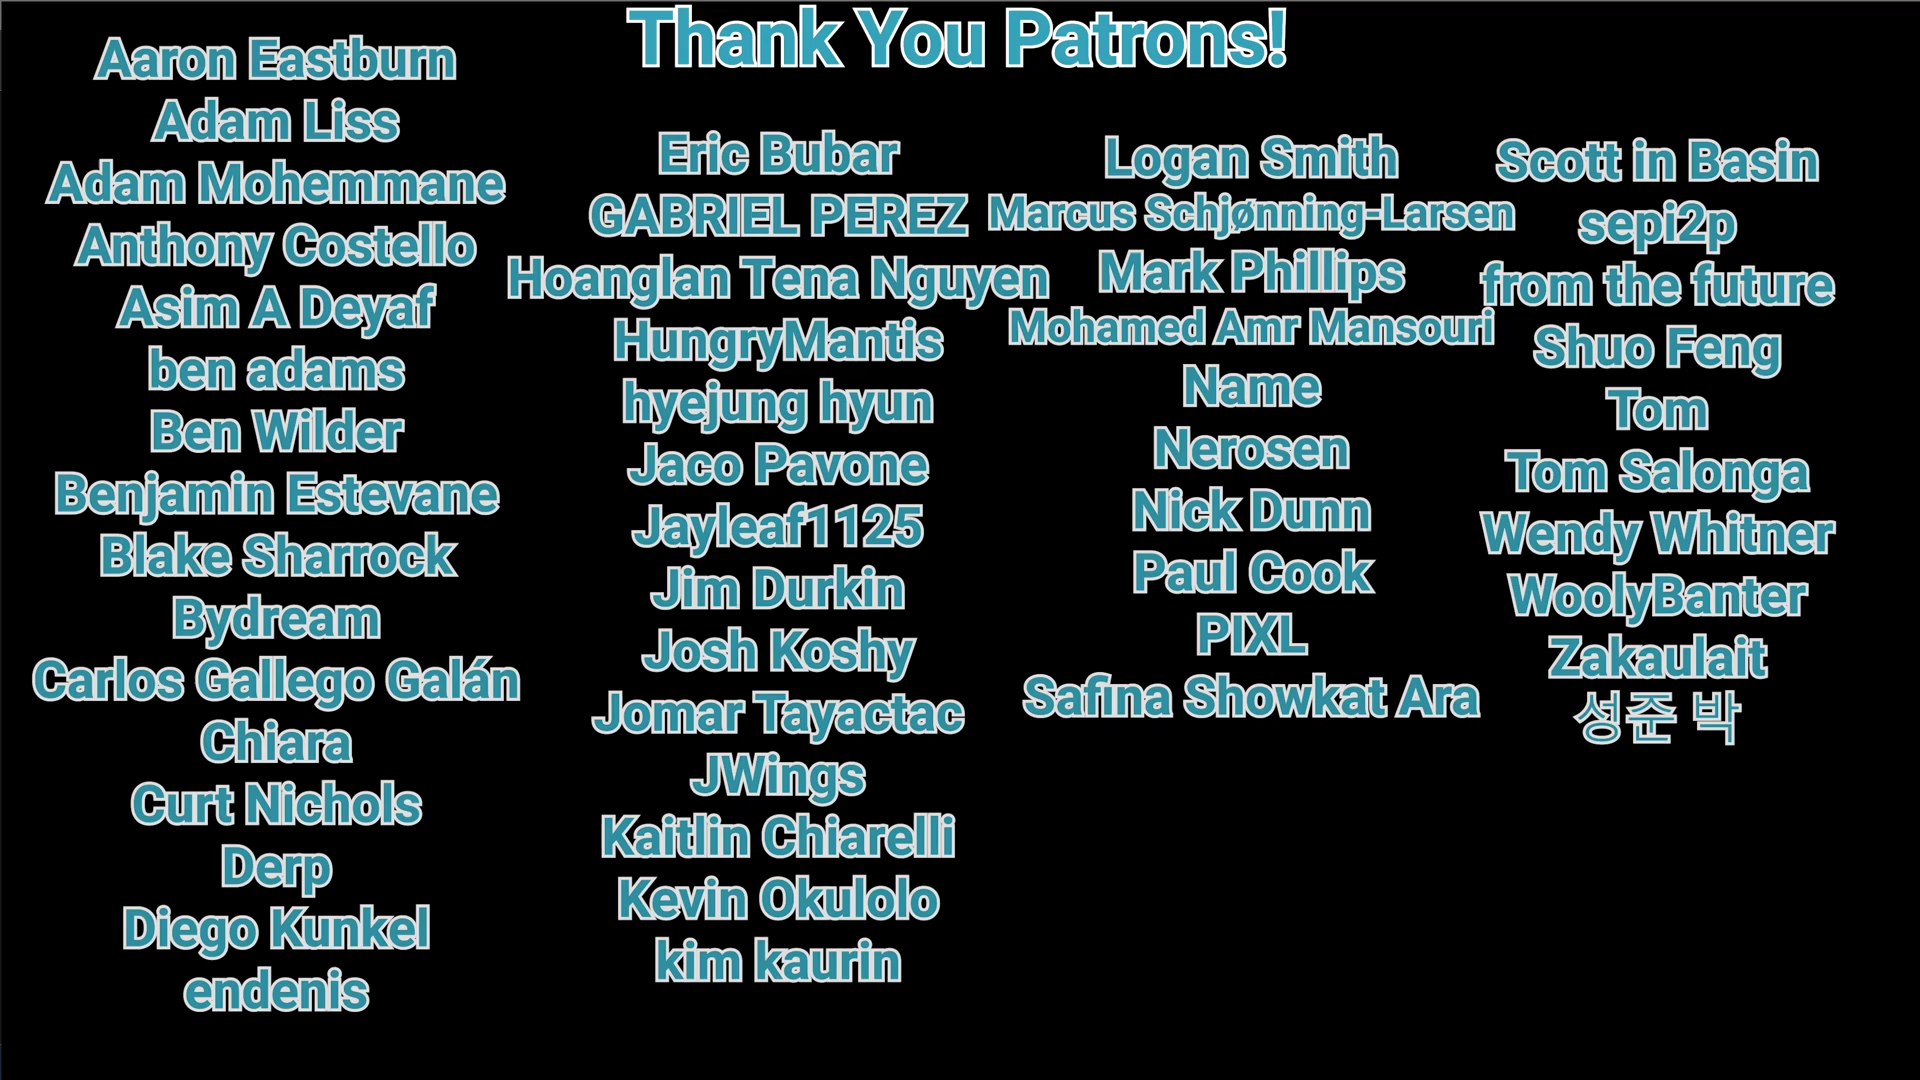 Thank You Patrons!
Aaron Eastburn
Adam Liss
Adam Mohemmane
Anthony Costello
Asim A Deyaf
ben adams
Ben Wilder
Benjamin Estevane
Blake Sharrock
Bydream
Carlos Gallego Galán
Chiara
Curt Nichols
Derp
Diego Kunkel
endenis
Eric Bubar
GABRIEL PEREZ
Hoanglan Tena Nguyen
HungryMantis
hyejung hyun
Jaco Pavone
Jayleaf1125
Jim Durkin
Josh Koshy
Jomar Tayactac
JWings
Kaitlin Chiarelli
Kevin Okulolo
kim kaurin
Logan Smith
Marcus Schjønning-Larsen
Mark Phillips
Mohamed Amr Mansouri
Name
Nerosen
Nick Dunn
Paul Cook
PIXL
Safina Showkat Ara
Scott in Basin
sepi2p
from the future
Shuo Feng
Tom
Tom Salonga
Wendy Whitner
WoolyBanter
Zakaulait
성준 박